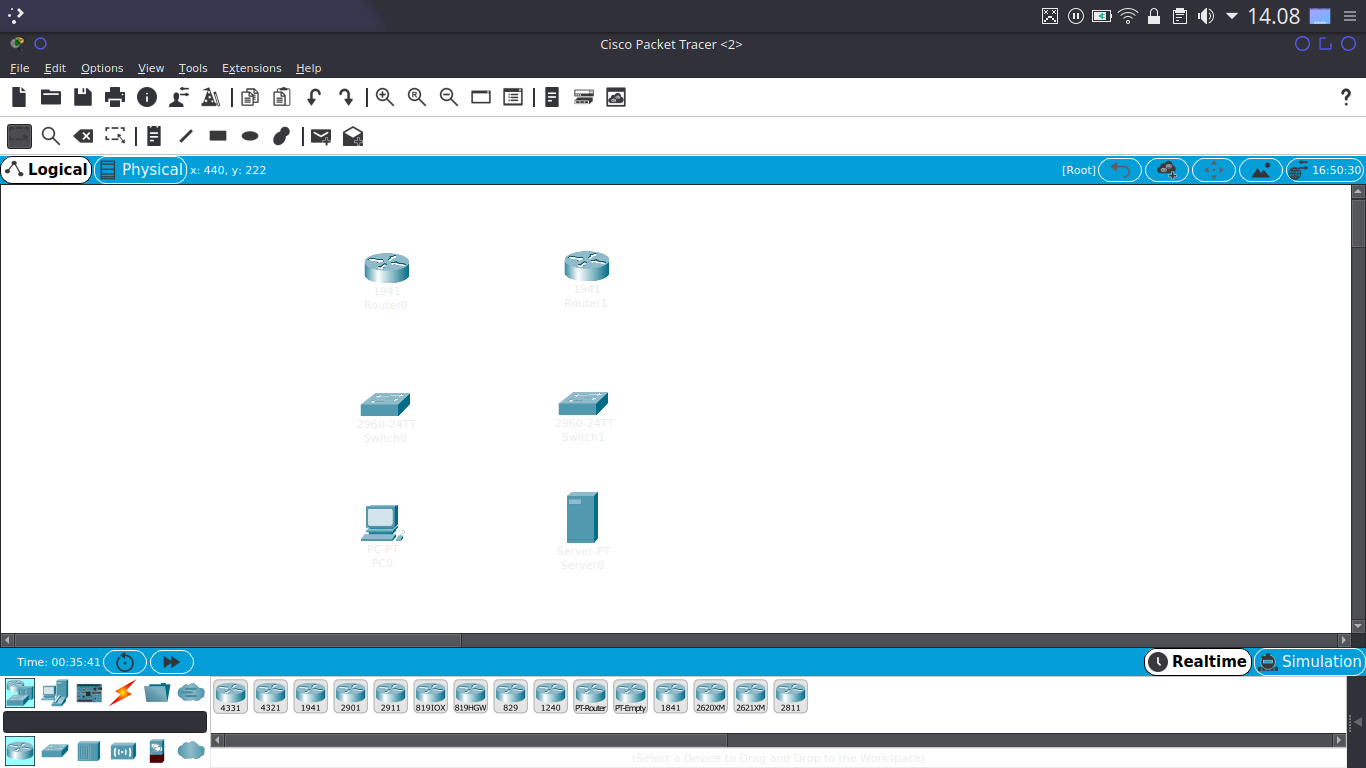 14.08
Cisco Packet Tracer <2>
File Edit Options View Tools Extensions Help
?
Logical Physical x: 440, y: 222 [Root] 16:50:30
1941
Router0
1941
Router1
2960-24TT
Switch0
2960-24TT
Switch1
PC-PT
PC0
Server-PT
Server0
Time: 00:35:41 Realtime Simulation
4331 4321 1941 2901 2911 819IOX 819HGW 829 1240 PT-Router PT-Empty 1841 2620XM 2621XM 2811
(Select a Device to Drag and Drop to the Workspace)